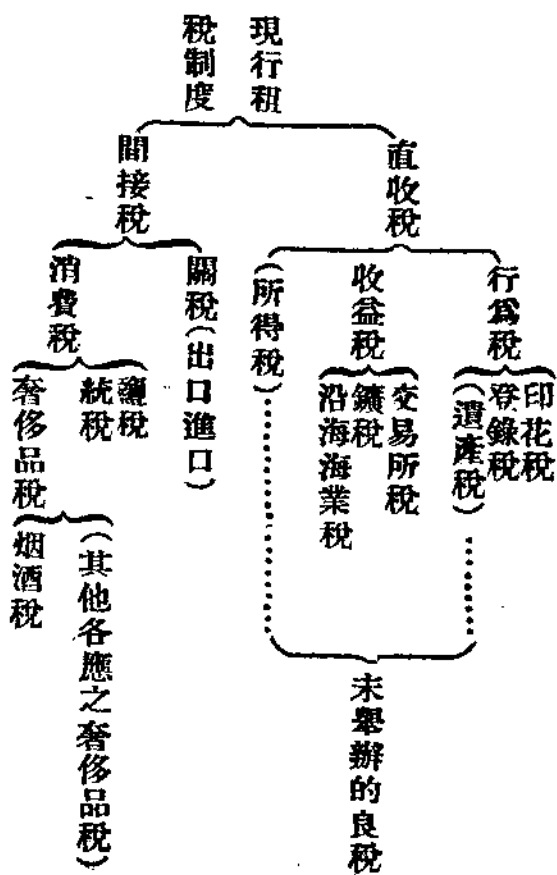 現行租
稅制度
直收稅
行爲稅
印花稅
登錄稅
(遺產稅)
收益稅
交易所稅
鑛稅
沿海海業稅
(所得稅)
未舉辦的良稅
間接稅
關稅(出口進口)
消費稅
鹽稅
統稅
奢侈品稅
(其他各應之奢侈品稅)
烟酒稅